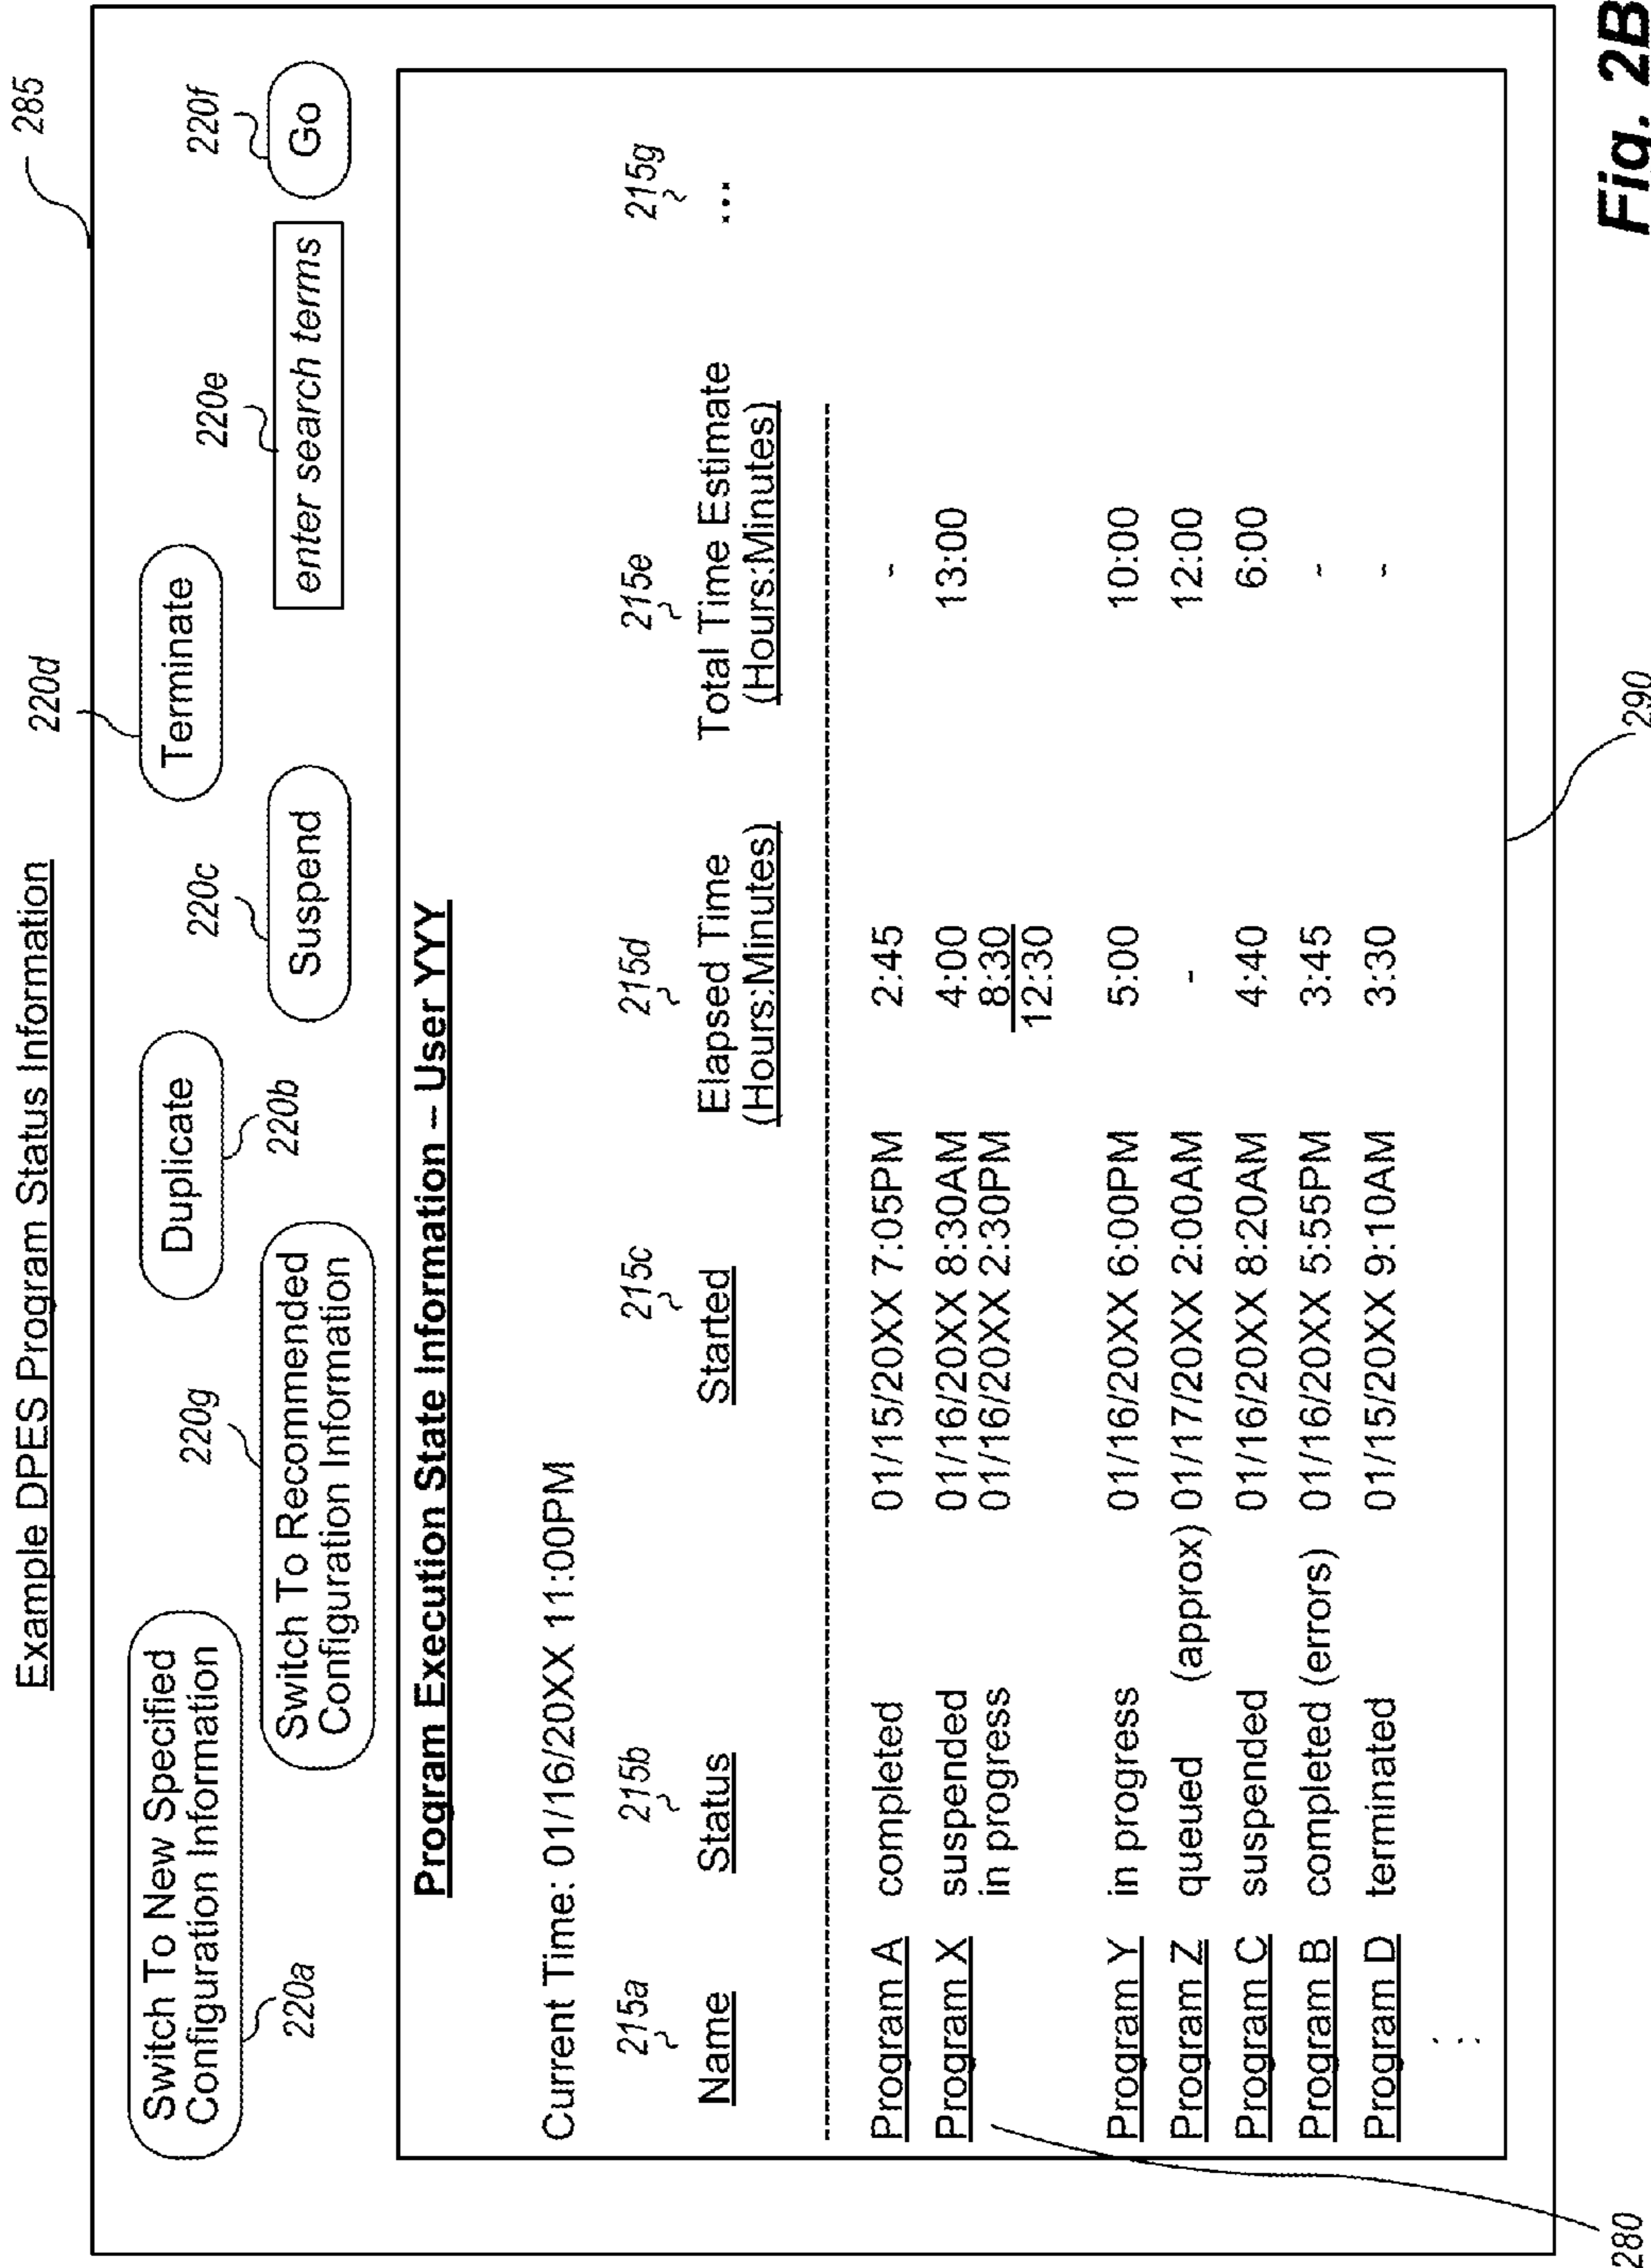 Example DPES Program Status Information
285
220d
Switch To New Specified
Configuration Information
220g
Duplicate
220c
Terminate
220e
220f
220a
Switch To Recommended
Configuration Information
220b
Suspend
enter search terms
Go
Program Execution State Information – User YYY
Current Time: 01/16/20XX 11:00PM
215a 215b 215c 215d 215e 215g
Name Status Started Elapsed Time Total Time Estimate ...
(Hours:Minutes) (Hours:Minutes)
Program A completed 01/15/20XX 7:05PM 2:45 -
Program X suspended 01/16/20XX 8:30AM 4:00 13:00
in progress 01/16/20XX 2:30PM 8:30
12:30
Program Y in progress 01/16/20XX 6:00PM 5:00 10:00
Program Z queued (approx) 01/17/20XX 2:00AM - 12:00
Program C suspended 01/16/20XX 8:20AM 4:40 6:00
Program B completed (errors) 01/16/20XX 5:55PM 3:45 -
Program D terminated 01/15/20XX 9:10AM 3:30 -
280
290
Fig. 2B